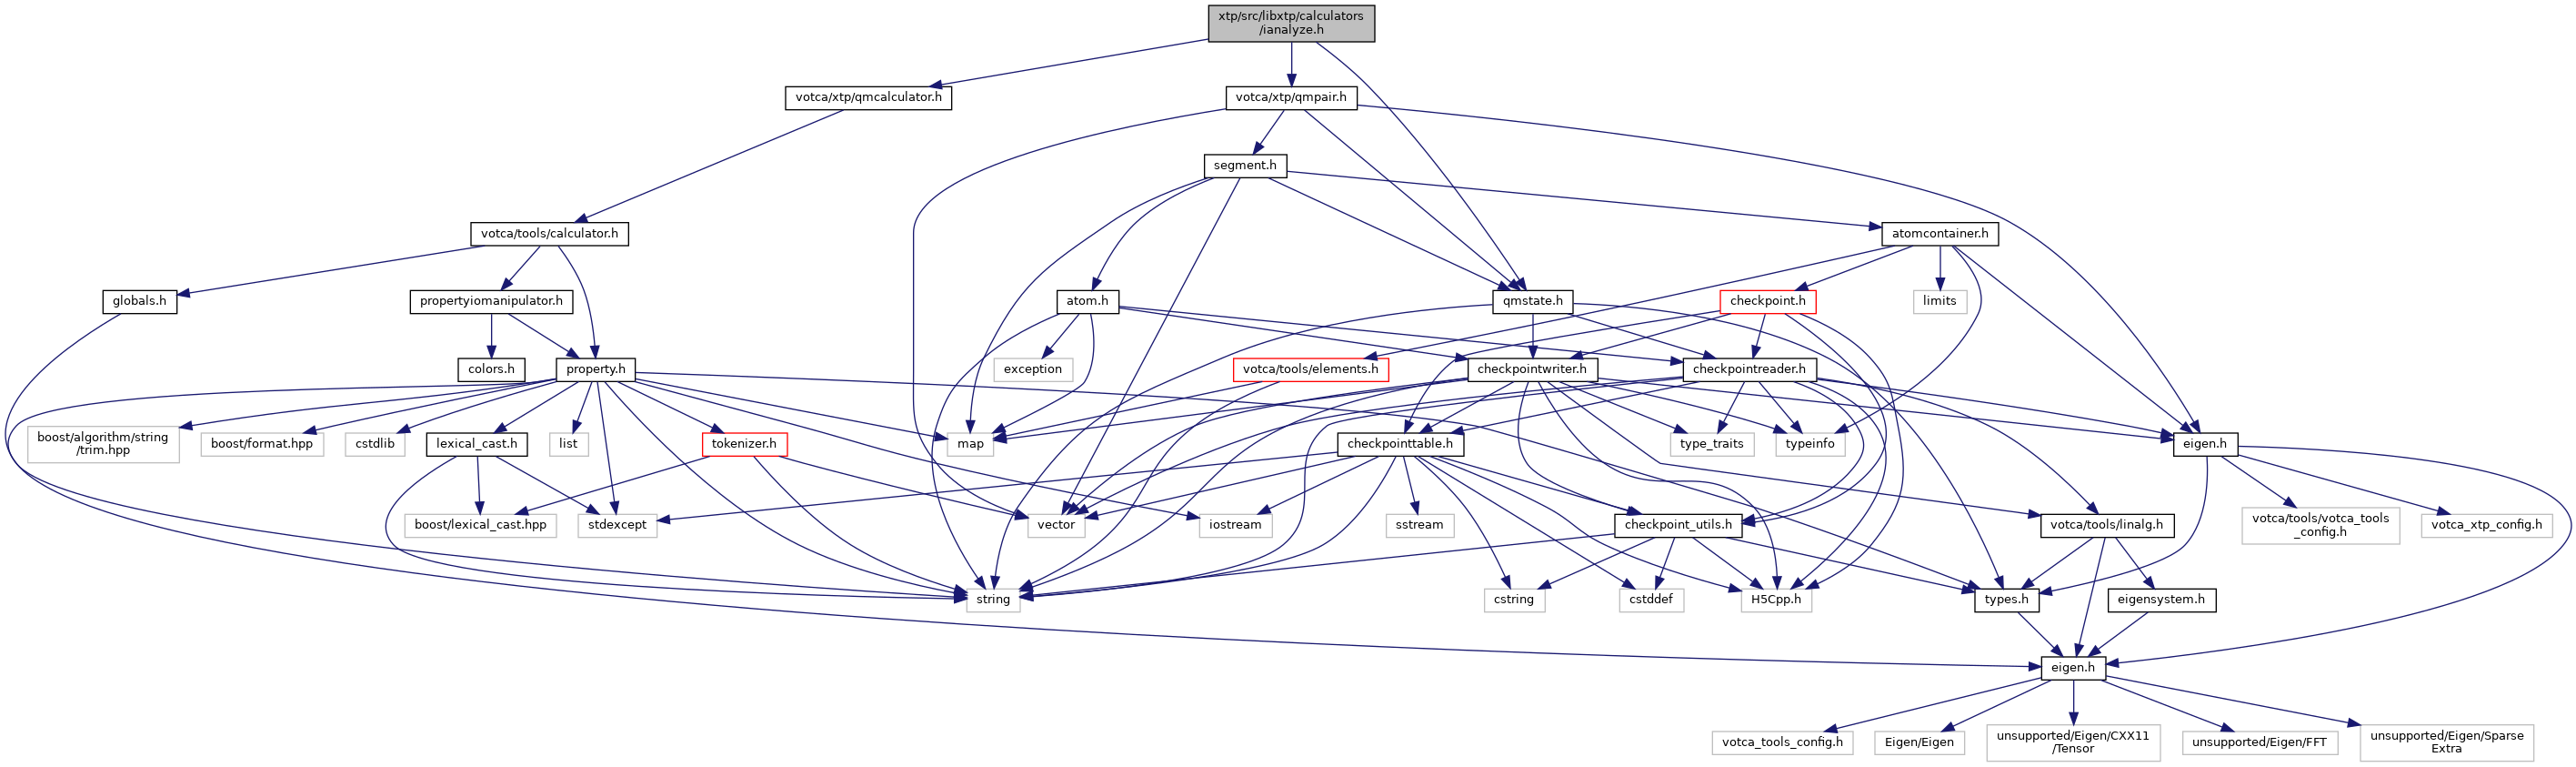 xtp/src/libxtp/calculators
/ianalyze.h
votca/xtp/qmcalculator.h
votca/xtp/qmpair.h
segment.h
votca/tools/calculator.h
atomcontainer.h
globals.h
propertyiomanipulator.h
atom.h
qmstate.h
checkpoint.h
limits
colors.h
property.h
exception
votca/tools/elements.h
checkpointwriter.h
checkpointreader.h
boost/algorithm/string
/trim.hpp
boost/format.hpp
cstdlib
lexical_cast.h
list
tokenizer.h
map
checkpointtable.h
type_traits
typeinfo
eigen.h
boost/lexical_cast.hpp
stdexcept
vector
iostream
sstream
checkpoint_utils.h
votca/tools/linalg.h
votca/tools/votca_tools
_config.h
votca_xtp_config.h
string
cstring
cstddef
H5Cpp.h
types.h
eigensystem.h
eigen.h
votca_tools_config.h
Eigen/Eigen
unsupported/Eigen/CXX11
/Tensor
unsupported/Eigen/FFT
unsupported/Eigen/Sparse
Extra